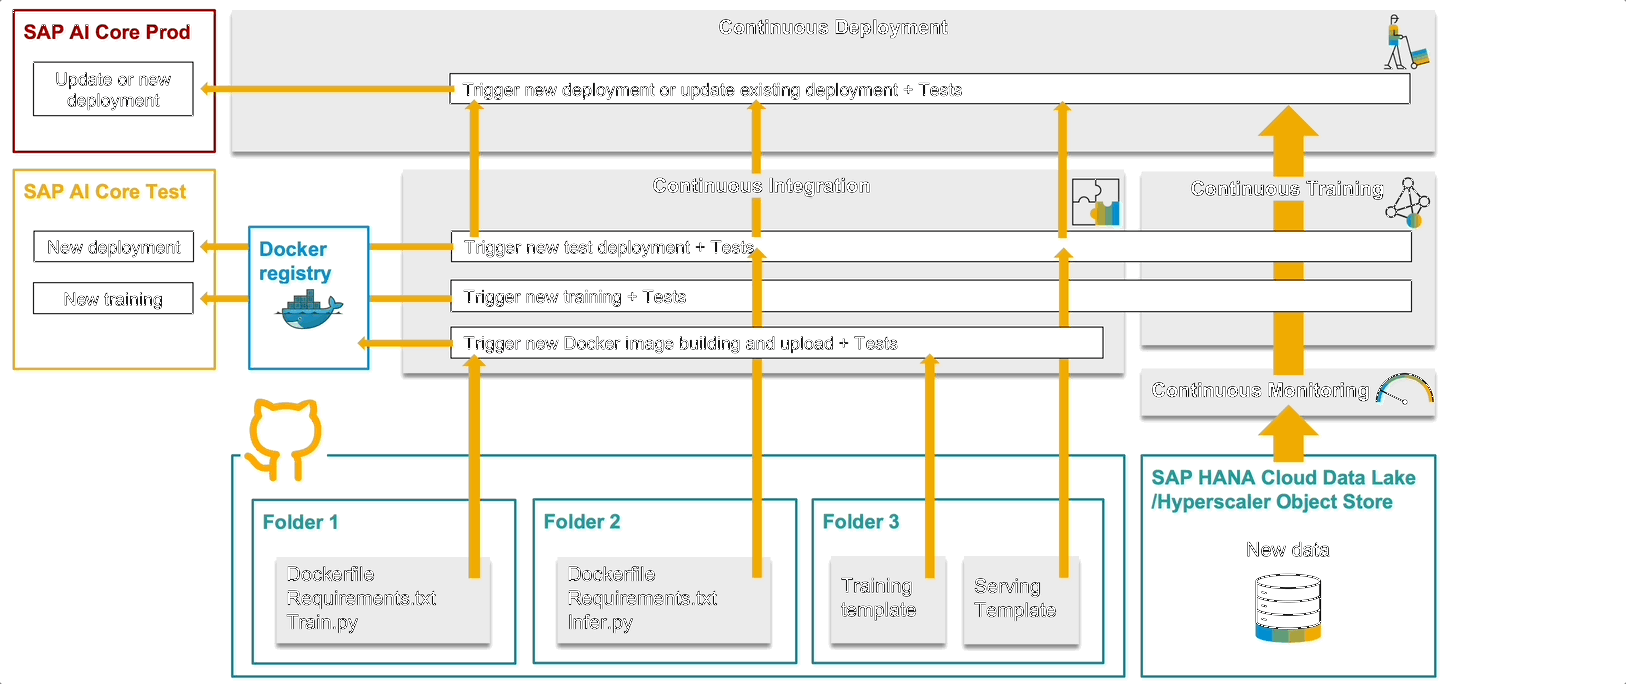 SAP AI Core Prod
Update or new
deployment
Continuous Deployment
Trigger new deployment or update existing deployment + Tests
SAP AI Core Test
New deployment
New training
Docker
registry
Continuous Integration
Trigger new test deployment + Tests
Trigger new training + Tests
Trigger new Docker image building and upload + Tests
Continuous Training
Continuous Monitoring
Folder 1
Dockerfile
Requirements.txt
Train.py
Folder 2
Dockerfile
Requirements.txt
Infer.py
Folder 3
Training
template
Serving
Template
SAP HANA Cloud Data Lake
/Hyperscaler Object Store
New data